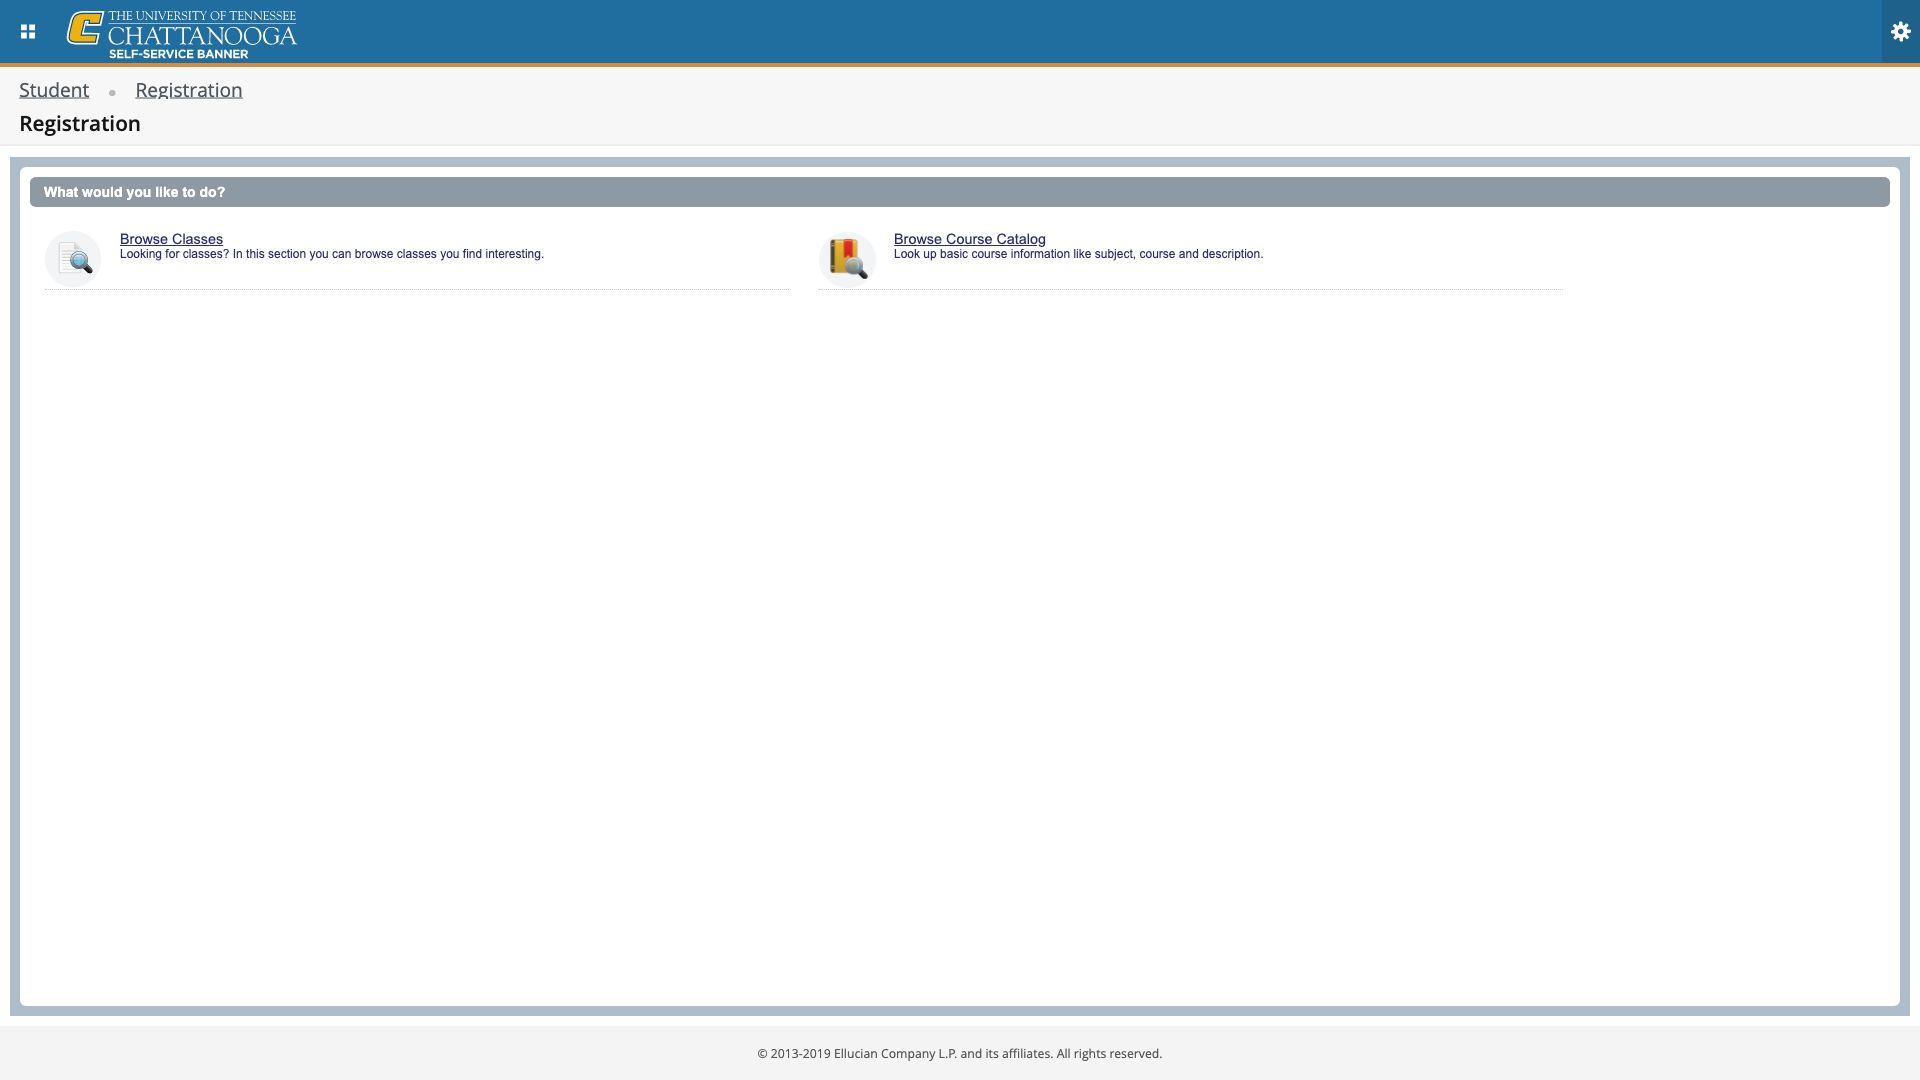 THE UNIVERSITY OF TENNESSEE
CHATTANOOGA
SELF-SERVICE BANNER
Student • Registration
Registration
What would you like to do?
Browse Classes
Looking for classes? In this section you can browse classes you find interesting.
Browse Course Catalog
Look up basic course information like subject, course and description.
© 2013-2019 Ellucian Company L.P. and its affiliates. All rights reserved.